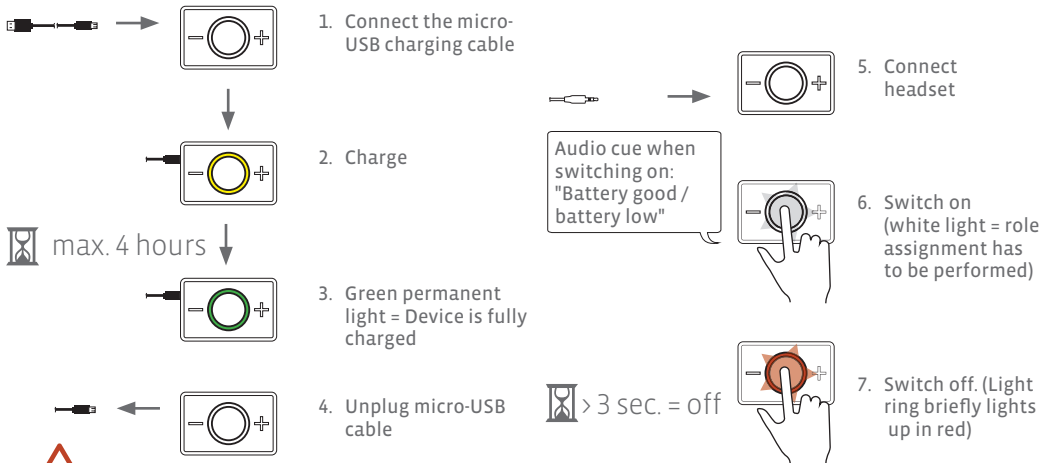 1. Connect the micro-
USB charging cable
2. Charge
max. 4 hours
3. Green permanent
light = Device is fully
charged
4. Unplug micro-USB
cable
5. Connect
headset
Audio cue when
switching on:
"Battery good /
battery low"
6. Switch on
(white light = role
assignment has
to be performed)
> 3 sec. = off
7. Switch off. (Light
ring briefly lights
up in red)